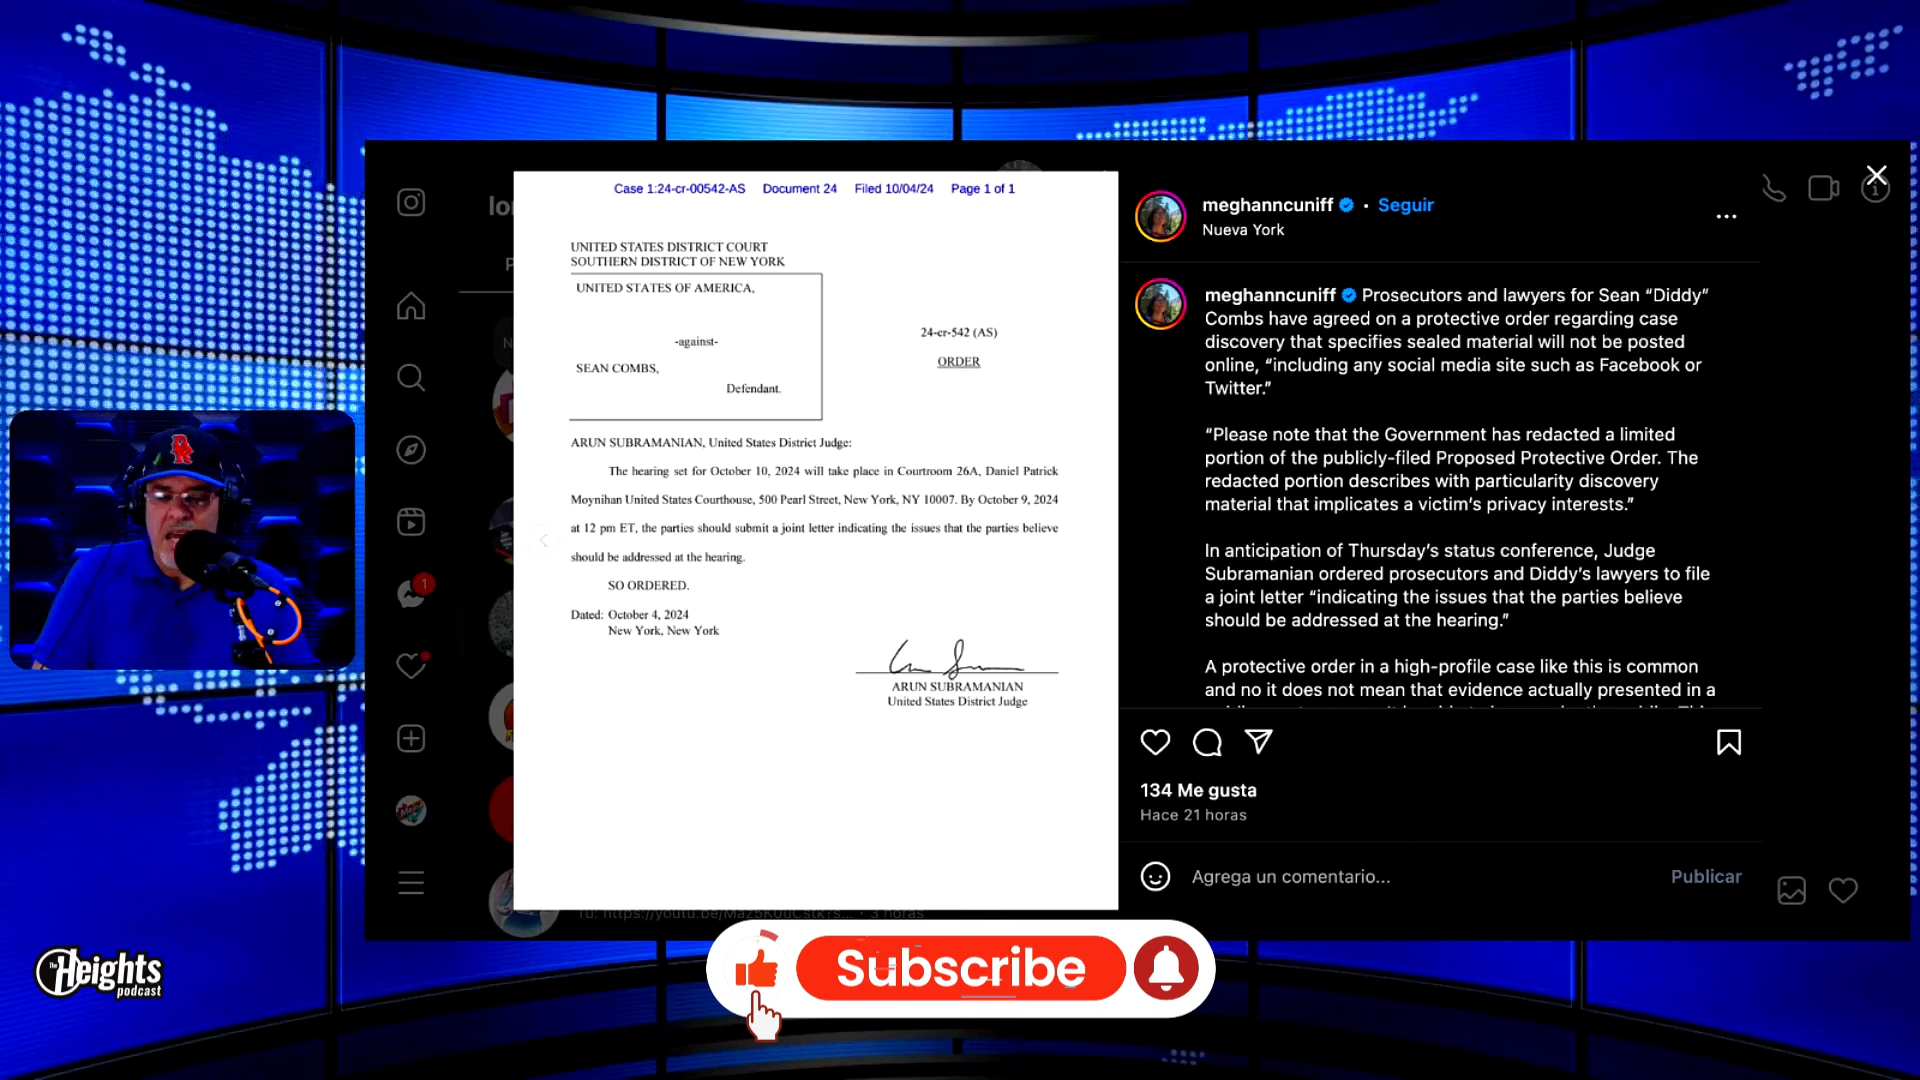 Case 1:24-cr-00542-AS Document 24 Filed 10/04/24 Page 1 of 1
UNITED STATES DISTRICT COURT
SOUTHERN DISTRICT OF NEW YORK
UNITED STATES OF AMERICA,
-against-
SEAN COMBS,
Defendant.
24-cr-542 (AS)
ORDER
ARUN SUBRAMANIAN, United States District Judge:
The hearing set for October 10, 2024 will take place in Courtroom 26A, Daniel Patrick
Moynihan United States Courthouse, 500 Pearl Street, New York, NY 10007. By October 9, 2024
at 12 pm ET, the parties should submit a joint letter indicating the issues that the parties believe
should be addressed at the hearing.
SO ORDERED.
Dated: October 4, 2024
New York, New York
ARUN SUBRAMANIAN
United States District Judge
meghanncuniff • Seguir
Nueva York
meghanncuniff Prosecutors and lawyers for Sean “Diddy”
Combs have agreed on a protective order regarding case
discovery that specifies sealed material will not be posted
online, “including any social media site such as Facebook or
Twitter.”
“Please note that the Government has redacted a limited
portion of the publicly-filed Proposed Protective Order. The
redacted portion describes with particularity discovery
material that implicates a victim’s privacy interests.”
In anticipation of Thursday’s status conference, Judge
Subramanian ordered prosecutors and Diddy’s lawyers to file
a joint letter “indicating the issues that the parties believe
should be addressed at the hearing.”
A protective order in a high-profile case like this is common
and no it does not mean that evidence actually presented in a
134 Me gusta
Hace 21 horas
Agrega un comentario... Publicar
1
Subscribe
The Heights
podcast